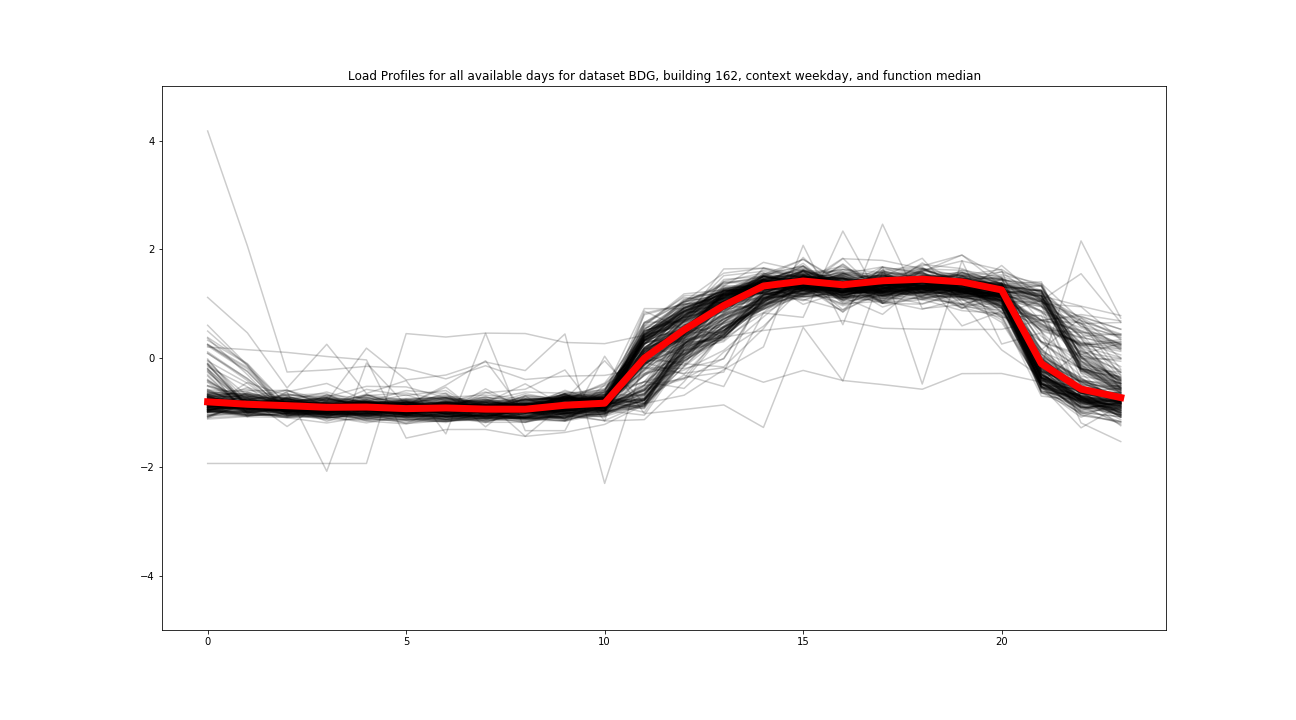 Load Profiles for all available days for dataset BDG, building 162, context weekday, and function median
4
2
0
−2
−4
0 5 10 15 20